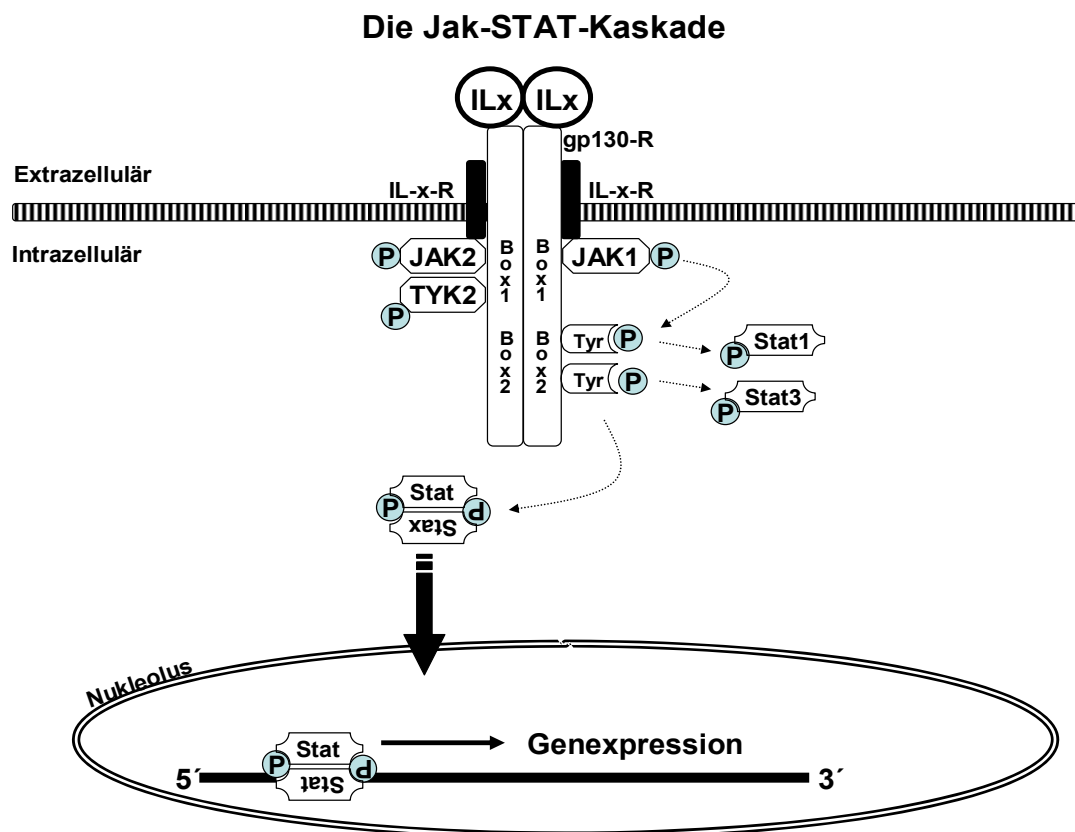 Die Jak-STAT-Kaskade
ILx ILx
gp130-R
Extrazellulär
IL-x-R IL-x-R
Intrazellulär
P JAK2 Box1 Box1 JAK1 P
TYK2
P
Box2 Box2
Tyr P
P Stat1
Tyr P
P Stat3
Stat
P P
Stax
Nukleolus
Stat Genexpression
P P
5´ Stat 3´